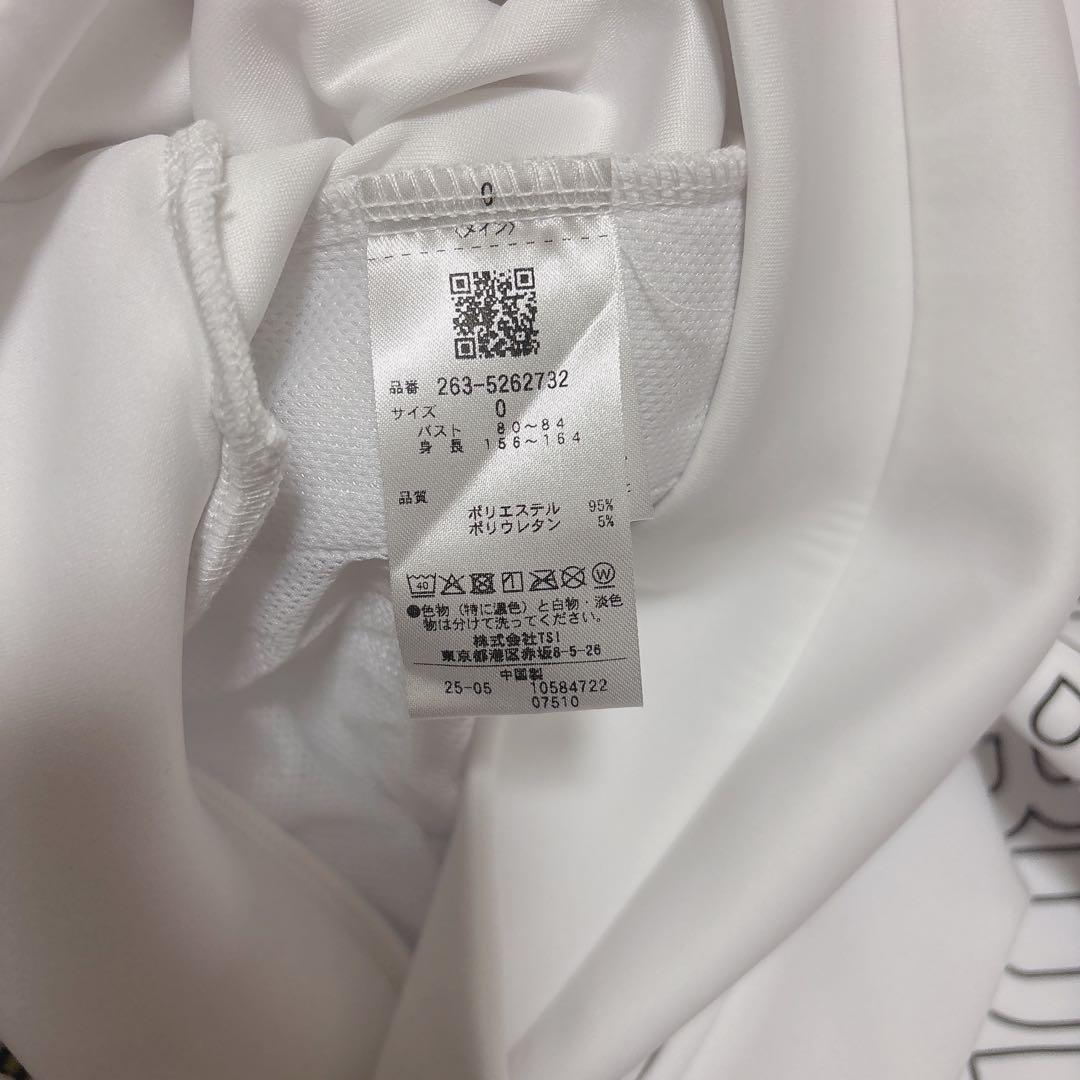 0
〈メイン〉
品番 263-5262732
サイズ 0
バスト 80～84
身長 156～164
品質
ポリエステル 95%
ポリウレタン 5%
40
W
●色物（特に濃色）と白物・淡色
物は分けて洗ってください。
株式会社TSI
東京都港区赤坂8-5-26
中国製
25-05 10584722
07510